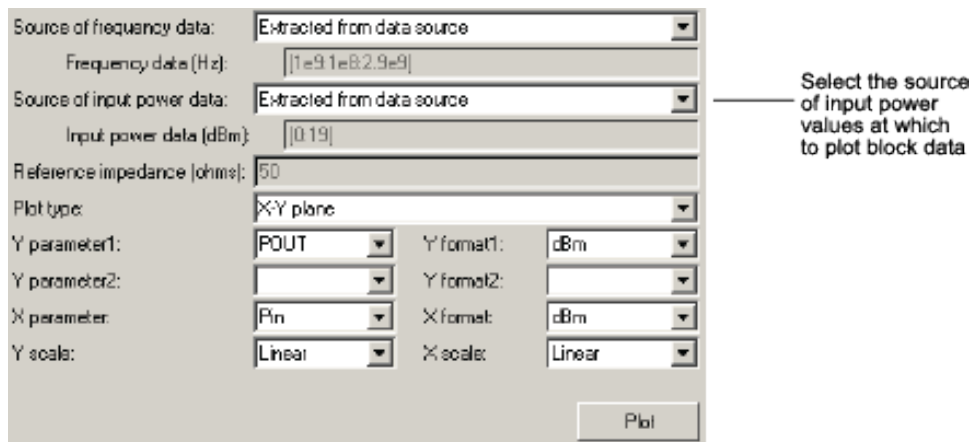 Source of frequency data: Extracted from data source
Frequency data (Hz): [1e9:1e8:2.9e9]
Source of input power data: Extracted from data source
Input power data (dBm): [0:19]
Reference impedance (ohms): 50
Plot type: X-Y plane
Y parameter1: POUT Y format1: dBm
Y parameter2: Y format2:
X parameter: Pin X format: dBm
Y scale: Linear X scale: Linear
Plot
Select the source
of input power
values at which
to plot block data